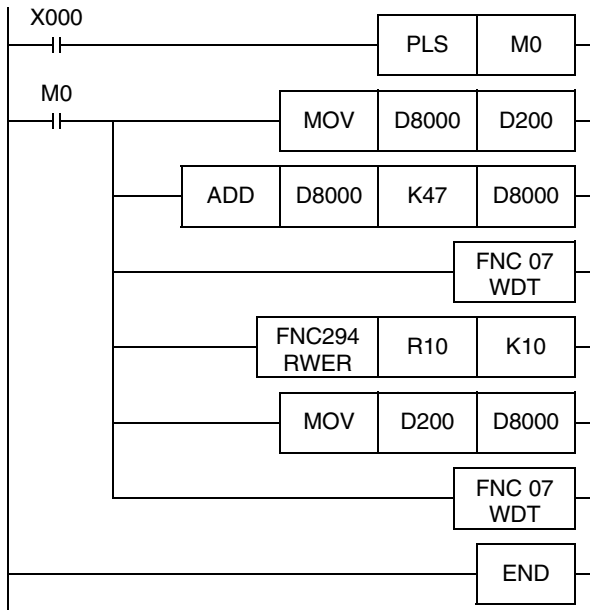 X000
PLS M0
M0
MOV D8000 D200
ADD D8000 K47 D8000
FNC 07
WDT
FNC294
RWER R10 K10
MOV D200 D8000
FNC 07
WDT
END